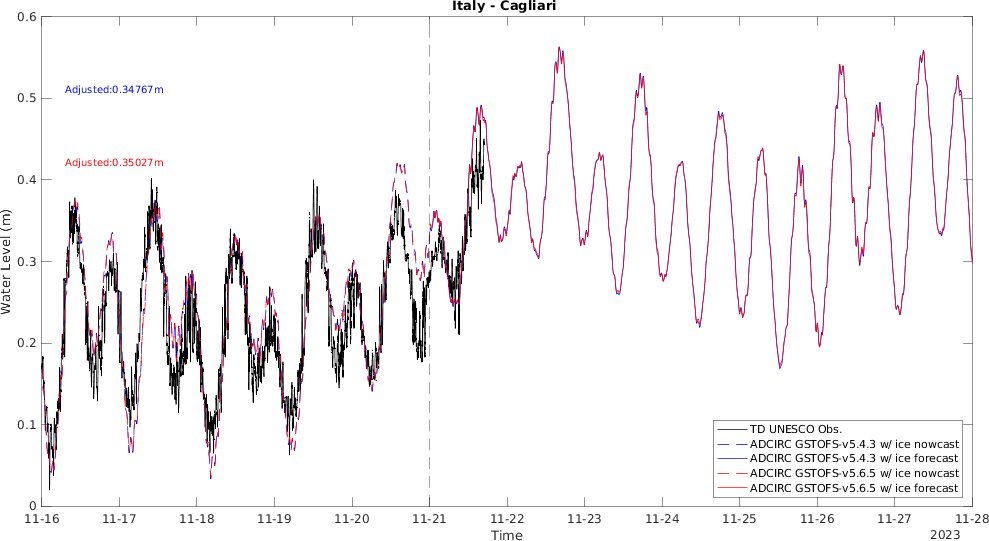 Italy - Cagliari
0.6
0.5
0.4
0.3
0.2
0.1
0
Water Level (m)
Adjusted:0.34767m
Adjusted:0.35027m
TD UNESCO Obs.
ADCIRC GSTOFS-v5.4.3 w/ ice nowcast
ADCIRC GSTOFS-v5.4.3 w/ ice forecast
ADCIRC GSTOFS-v5.6.5 w/ ice nowcast
ADCIRC GSTOFS-v5.6.5 w/ ice forecast
11-16 11-17 11-18 11-19 11-20 11-21 11-22 11-23 11-24 11-25 11-26 11-27 11-28
Time
2023